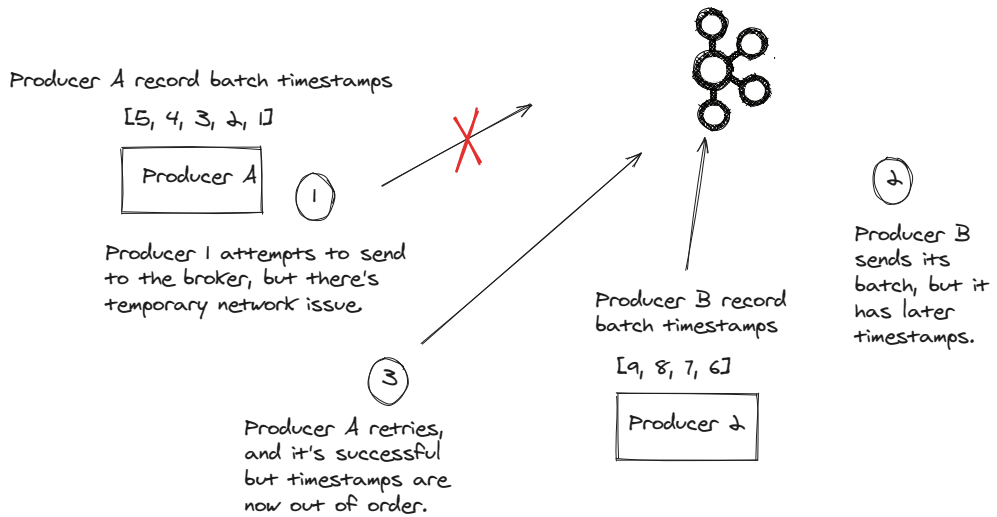 Producer A record batch timestamps
[5, 4, 3, 2, 1]
Producer A
1
Producer 1 attempts to send
to the broker, but there's
temporary network issue.
2
Producer B
sends its
batch, but it
has later
timestamps.
Producer B record
batch timestamps
[9, 8, 7, 6]
Producer 2
3
Producer A retries,
and it's successful
but timestamps are
now out of order.